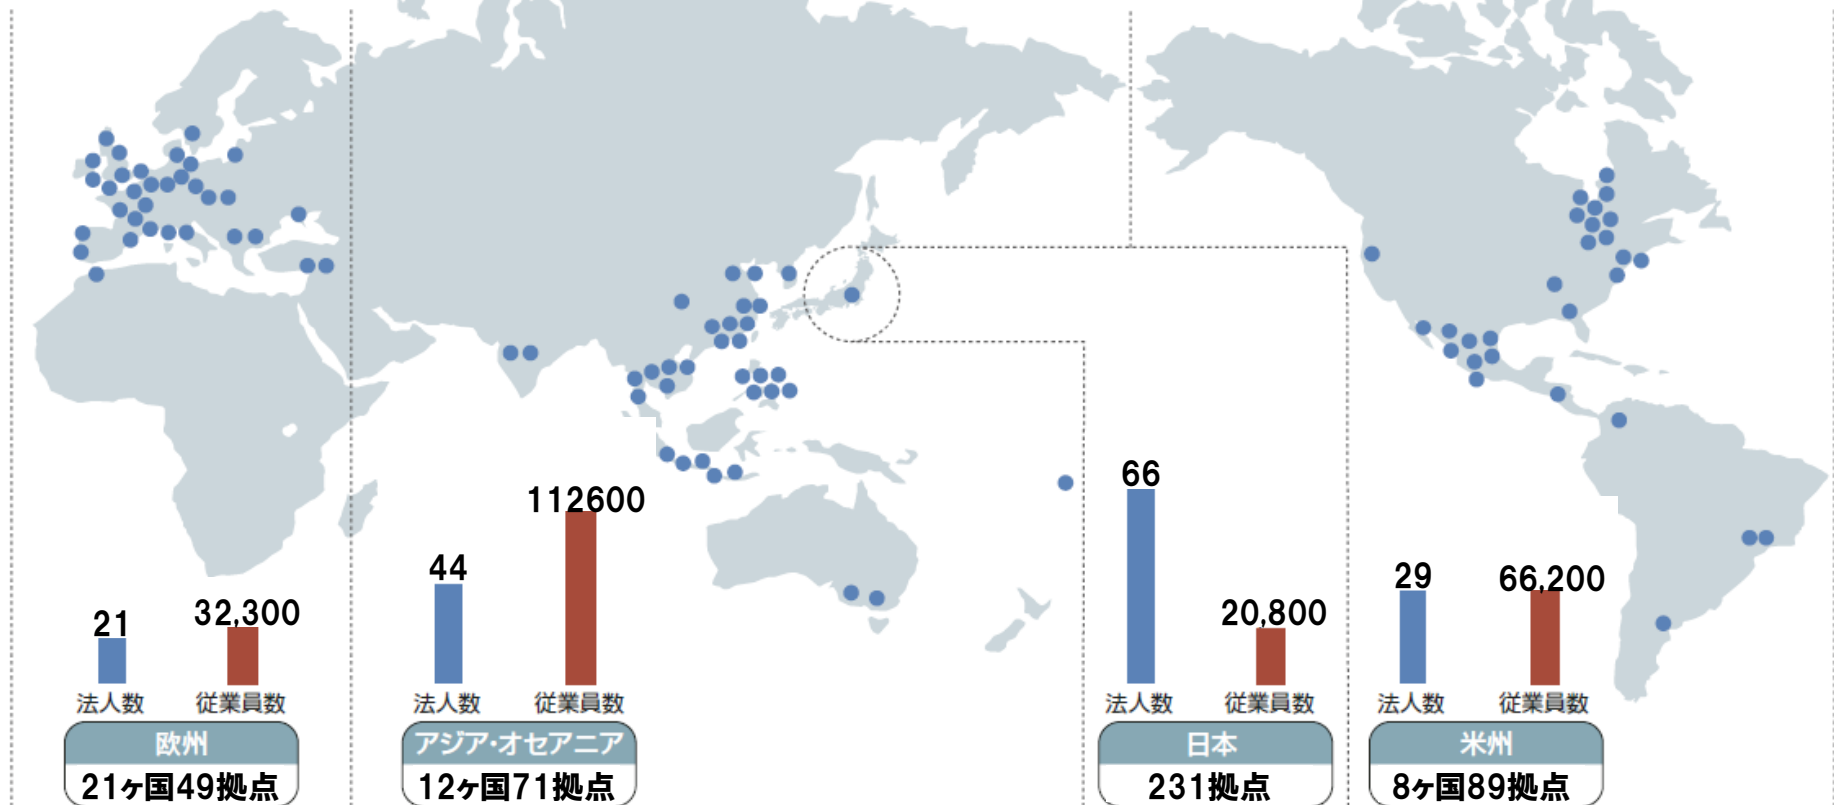 21
32,300
法人数
従業員数
欧州
21ヶ国49拠点
44
112600
法人数
従業員数
アジア・オセアニア
12ヶ国71拠点
66
20,800
法人数
従業員数
日本
231拠点
29
66,200
法人数
従業員数
米州
8ヶ国89拠点